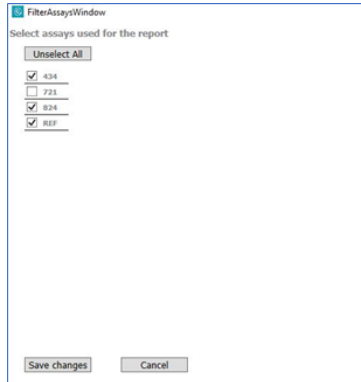 FilterAssaysWindow
Select assays used for the report
Unselect All
434
721
824
REF
Save changes Cancel